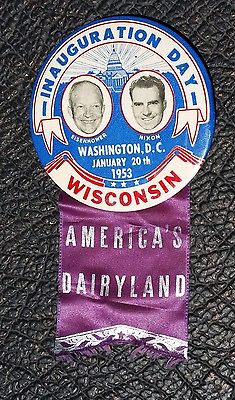 INAUGURATION DAY
EISENHOWER
NIXON
WASHINGTON, D.C.
JANUARY 20th
1953
WISCONSIN
AMERICA'S
DAIRYLAND